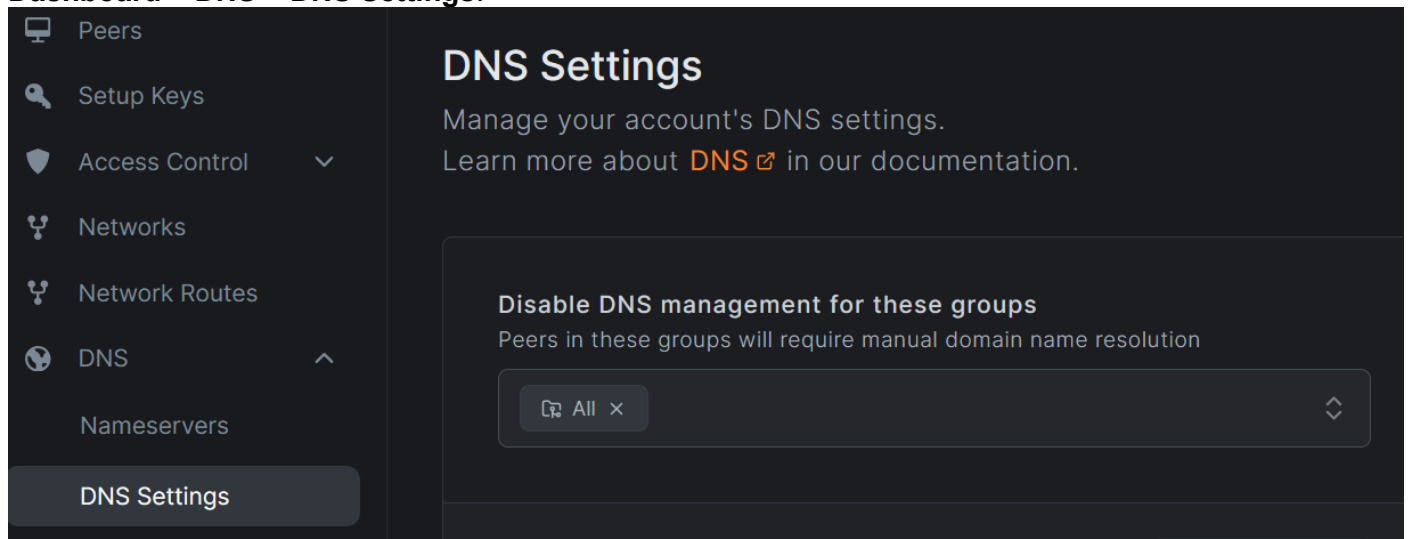 Peers
Setup Keys
Access Control
Networks
Network Routes
DNS
Nameservers
DNS Settings
DNS Settings
Manage your account's DNS settings.
Learn more about DNS in our documentation.
Disable DNS management for these groups
Peers in these groups will require manual domain name resolution
All